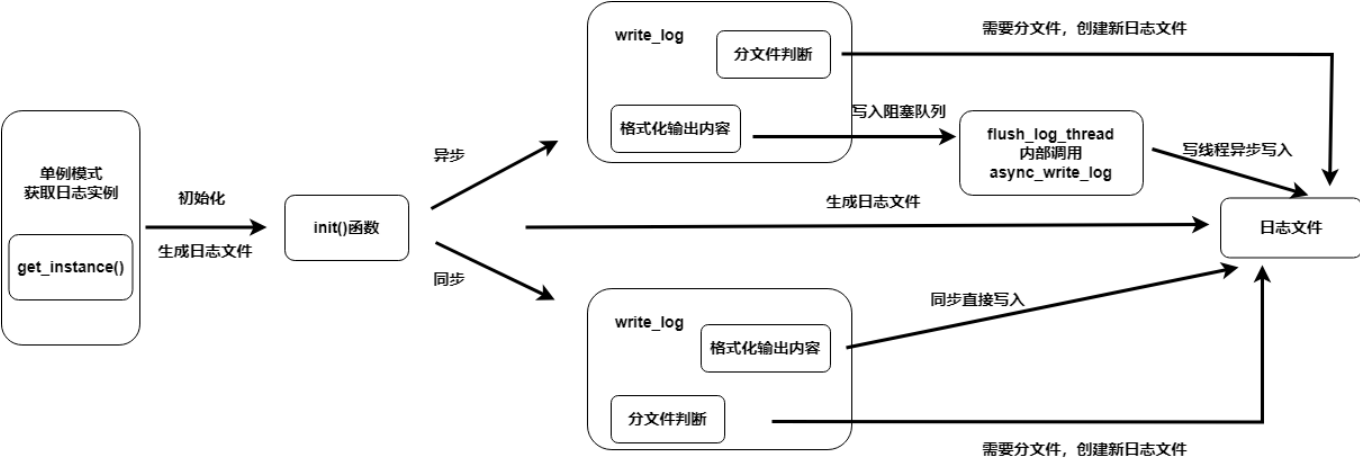 单例模式
获取日志实例
get_instance()
初始化
生成日志文件
init()函数
异步
同步
write_log
分文件判断
格式化输出内容
需要分文件，创建新日志文件
写入阻塞队列
flush_log_thread
内部调用
async_write_log
写线程异步写入
生成日志文件
日志文件
write_log
格式化输出内容
分文件判断
同步直接写入
需要分文件，创建新日志文件